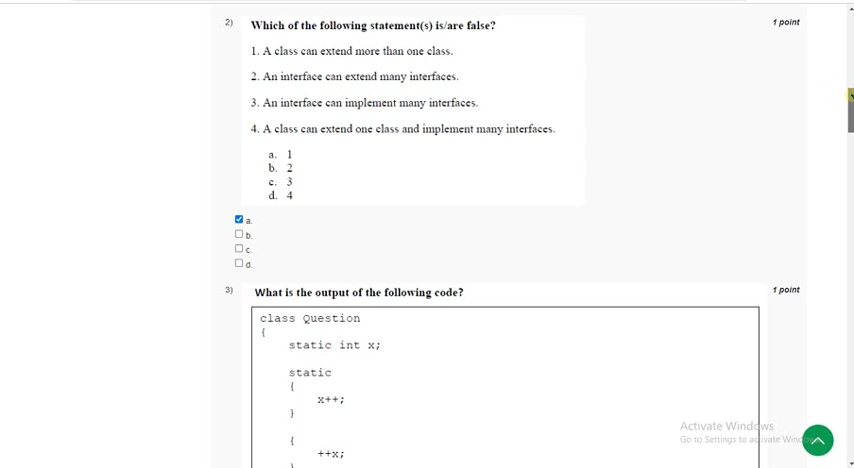 2) Which of the following statement(s) is/are false? 1 point
1. A class can extend more than one class.
2. An interface can extend many interfaces.
3. An interface can implement many interfaces.
4. A class can extend one class and implement many interfaces.
a. 1
b. 2
c. 3
d. 4
a.
b.
c.
d.
3) What is the output of the following code? 1 point
class Question
{
static int x;
static
{
x++;
}
{
++x;
Activate Windows
Go to Settings to activate